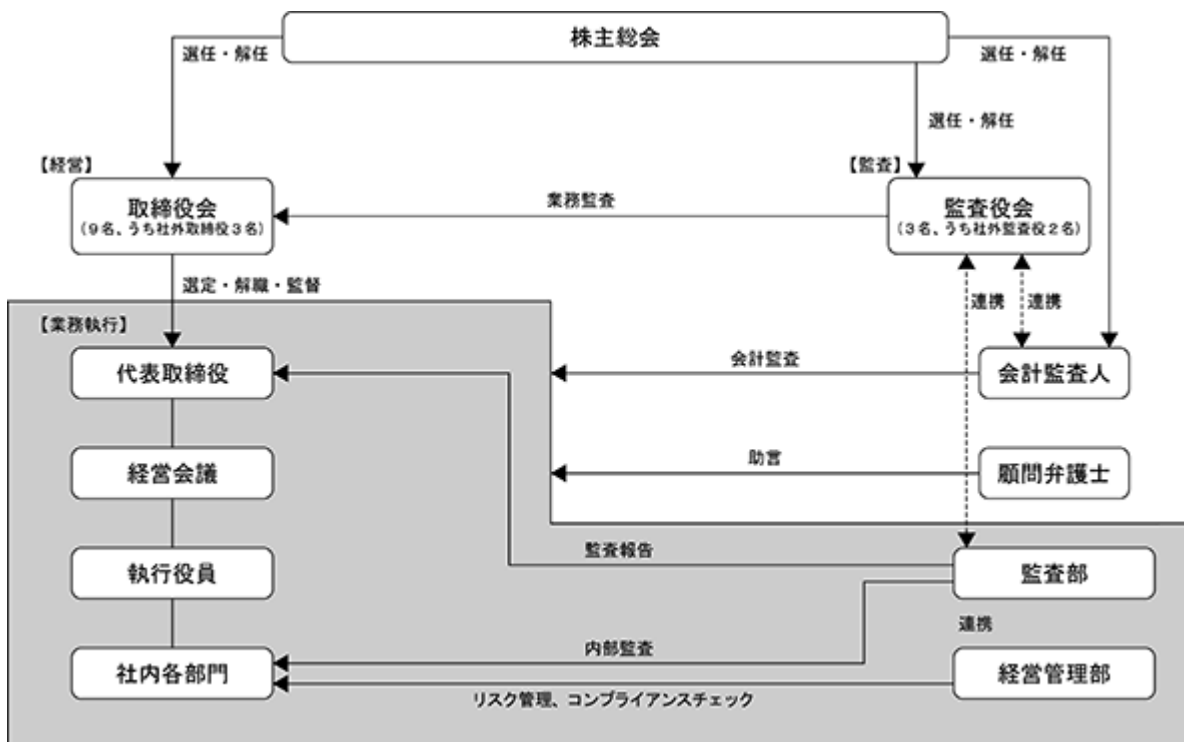 株主総会
選任・解任
選任・解任
選任・解任
【経営】
【監査】
取締役会
(9名、うち社外取締役3名)
業務監査
監査役会
(3名、うち社外監査役2名)
選定・解職・監督
連携
連携
【業務執行】
代表取締役
会計監査
会計監査人
経営会議
助言
顧問弁護士
監査報告
執行役員
監査部
連携
内部監査
社内各部門
経営管理部
リスク管理、コンプライアンスチェック